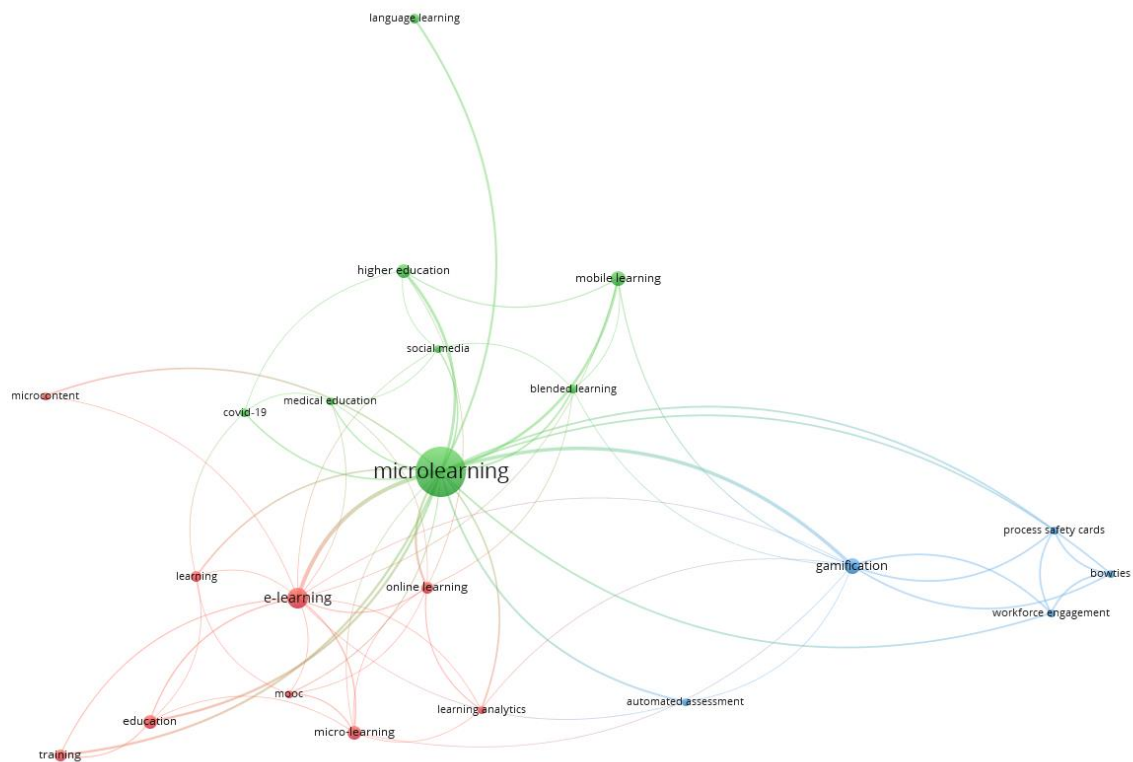 language learning
higher education
mobile learning
social media
blended learning
microcontent
medical education
covid-19
microlearning
process safety cards
gamification
bowties
learning
online learning
e-learning
workforce engagement
mooc
automated assessment
learning analytics
education
micro-learning
training